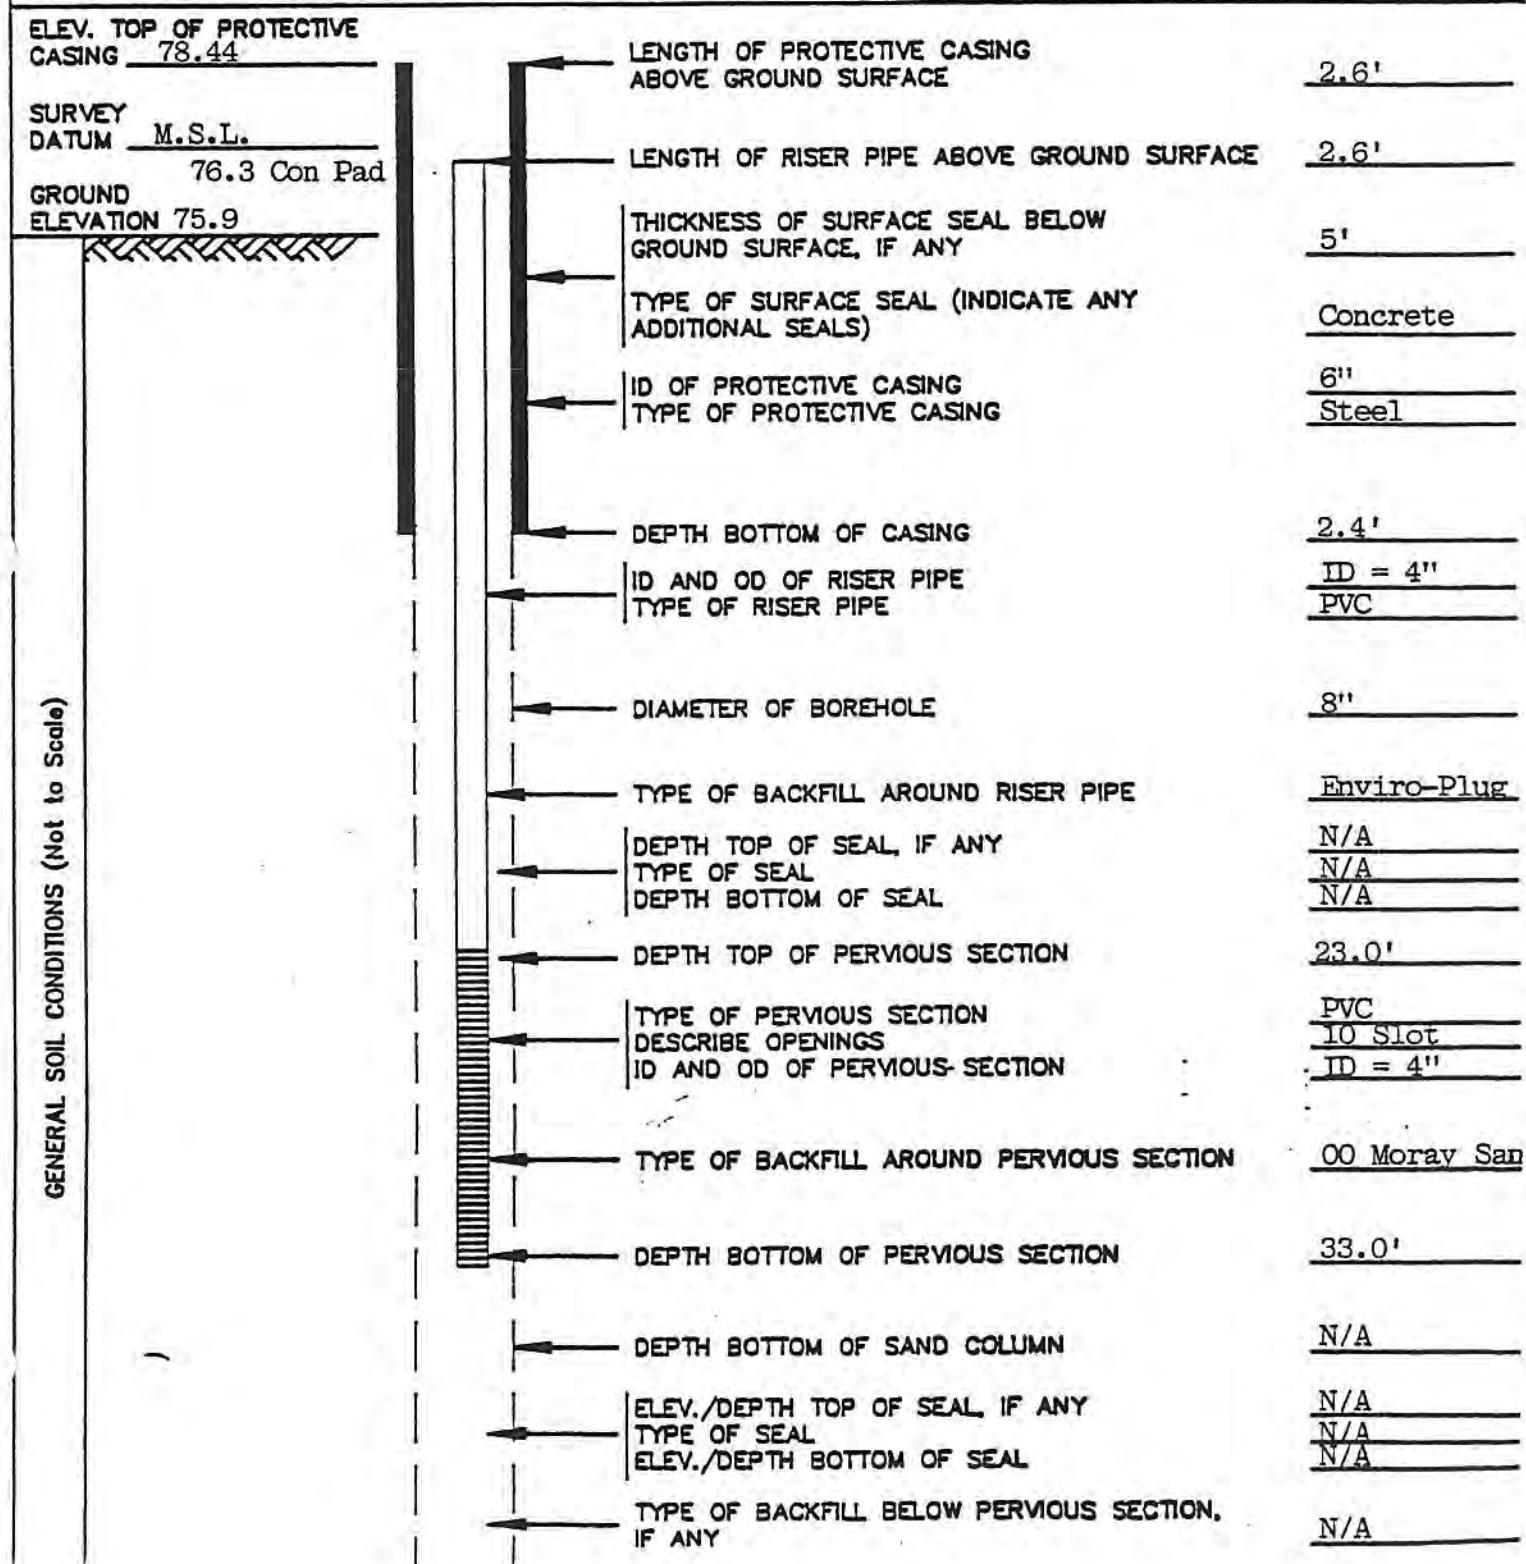 ELEV. TOP OF PROTECTIVE
CASING 78.44
SURVEY
DATUM M.S.L.
76.3 Con Pad
GROUND
ELEVATION 75.9
GENERAL SOIL CONDITIONS (Not to Scale)
LENGTH OF PROTECTIVE CASING
ABOVE GROUND SURFACE 2.6'
LENGTH OF RISER PIPE ABOVE GROUND SURFACE 2.6'
THICKNESS OF SURFACE SEAL BELOW
GROUND SURFACE, IF ANY 5'
TYPE OF SURFACE SEAL (INDICATE ANY
ADDITIONAL SEALS) Concrete
ID OF PROTECTIVE CASING 6"
TYPE OF PROTECTIVE CASING Steel
DEPTH BOTTOM OF CASING 2.4'
ID AND OD OF RISER PIPE ID = 4"
TYPE OF RISER PIPE PVC
DIAMETER OF BOREHOLE 8"
TYPE OF BACKFILL AROUND RISER PIPE Enviro-Plug
DEPTH TOP OF SEAL, IF ANY N/A
TYPE OF SEAL N/A
DEPTH BOTTOM OF SEAL N/A
DEPTH TOP OF PERVIOUS SECTION 23.0'
TYPE OF PERVIOUS SECTION PVC
DESCRIBE OPENINGS 10 Slot
ID AND OD OF PERVIOUS-SECTION ID = 4"
TYPE OF BACKFILL AROUND PERVIOUS SECTION 00 Moray San
DEPTH BOTTOM OF PERVIOUS SECTION 33.0'
DEPTH BOTTOM OF SAND COLUMN N/A
ELEV./DEPTH TOP OF SEAL, IF ANY N/A
TYPE OF SEAL N/A
ELEV./DEPTH BOTTOM OF SEAL N/A
TYPE OF BACKFILL BELOW PERVIOUS SECTION,
IF ANY N/A